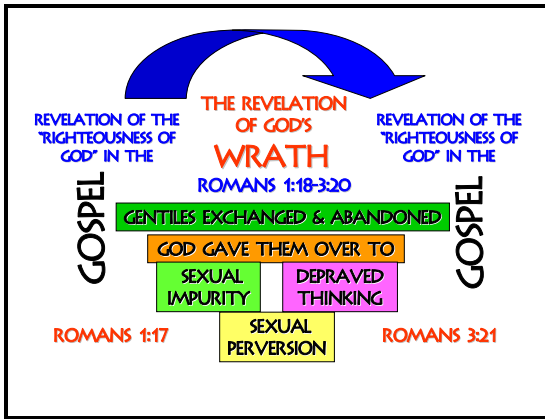 REVELATION OF THE
"RIGHTEOUSNESS OF
GOD" IN THE
GOSPEL
ROMANS 1:17
THE REVELATION
OF GOD'S
WRATH
ROMANS 1:18-3:20
GENTILES EXCHANGED & ABANDONED
GOD GAVE THEM OVER TO
SEXUAL
IMPURITY
DEPRAVED
THINKING
SEXUAL
PERVERSION
REVELATION OF THE
"RIGHTEOUSNESS OF
GOD" IN THE
GOSPEL
ROMANS 3:21